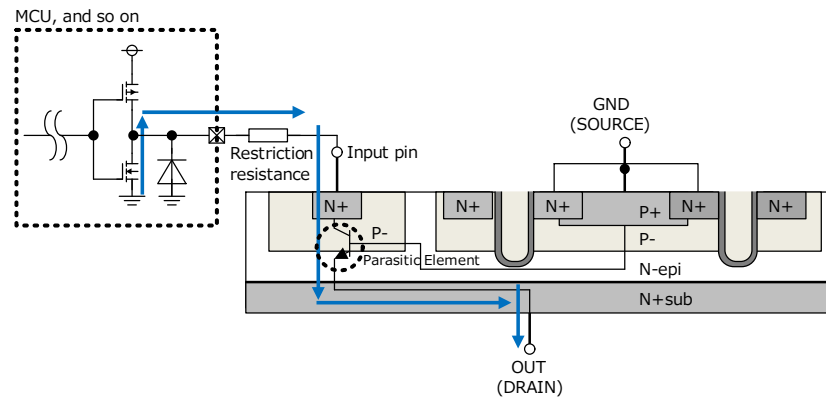 MCU, and so on
Restriction
resistance
Input pin
GND
(SOURCE)
N+
N+
N+
N+
N+
P+
P-
P-
Parasitic Element
N-epi
N+sub
OUT
(DRAIN)